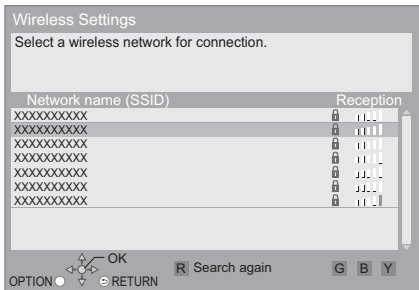 Wireless Settings
Select a wireless network for connection.
Network name (SSID) Reception
XXXXXXXXXX
XXXXXXXXXX
XXXXXXXXXX
XXXXXXXXXX
XXXXXXXXXX
XXXXXXXXXX
XXXXXXXXXX
OK
R Search again G B Y
OPTION RETURN